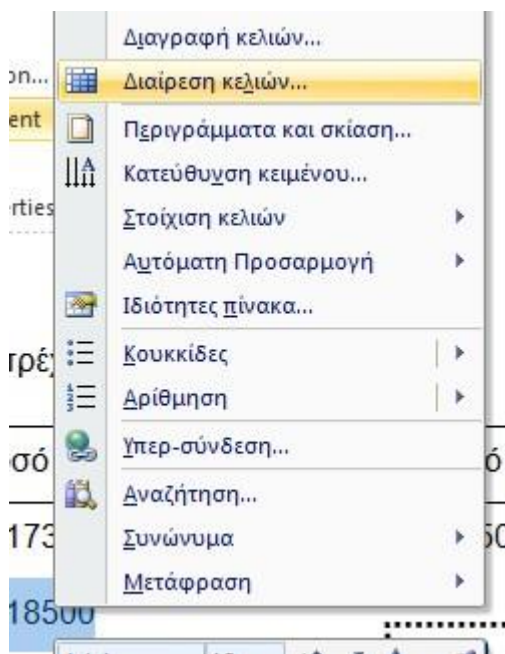 Διαγραφή κελιών...
on...
Διαίρεση κελιών...
ent
Περιγράμματα και σκίαση...
Κατεύθυνση κειμένου...
rties
Στοίχιση κελιών
Αυτόματη Προσαρμογή
Ιδιότητες πίνακα...
τρέχ
Κουκκίδες
Αρίθμηση
σό
Υπερ-σύνδεση...
ό
Αναζήτηση...
173
Συνώνυμα
50
Μετάφραση
18500